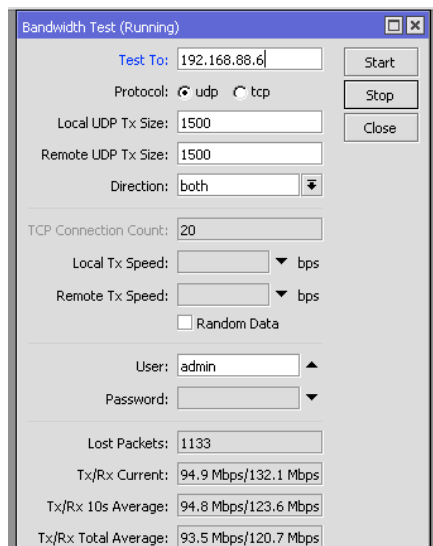 Bandwidth Test (Running)
Test To: 192.168.88.6 Start
Protocol: udp tcp Stop
Local UDP Tx Size: 1500 Close
Remote UDP Tx Size: 1500
Direction: both
TCP Connection Count: 20
Local Tx Speed: bps
Remote Tx Speed: bps
Random Data
User: admin
Password:
Lost Packets: 1133
Tx/Rx Current: 94.9 Mbps/132.1 Mbps
Tx/Rx 10s Average: 94.8 Mbps/123.6 Mbps
Tx/Rx Total Average: 93.5 Mbps/120.7 Mbps